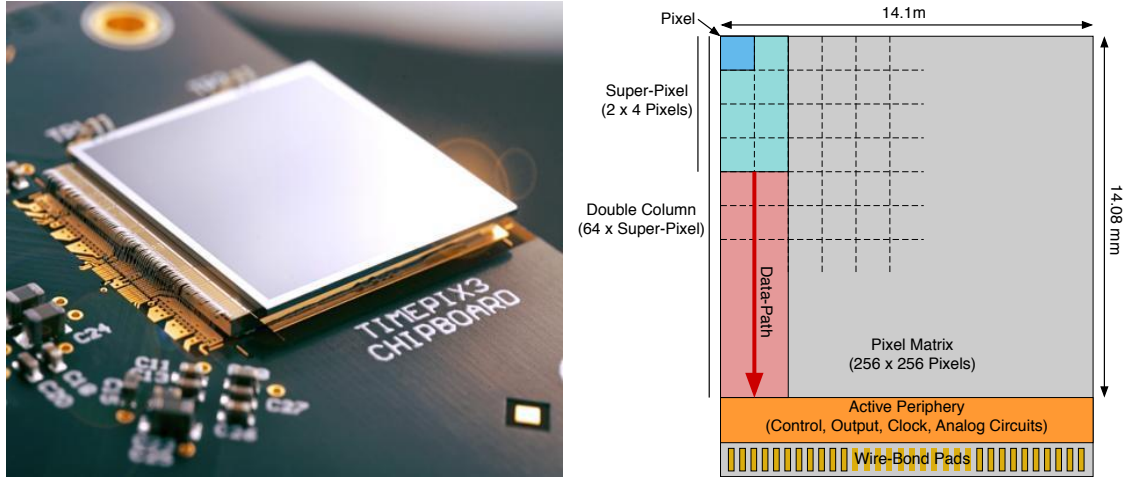 TIMEPIX3
CHIPBOARD
C24
C11
C27
Pixel
14.1m
Super-Pixel
(2 x 4 Pixels)
Double Column
(64 x Super-Pixel)
Data-Path
14.08 mm
Pixel Matrix
(256 x 256 Pixels)
Active Periphery
(Control, Output, Clock, Analog Circuits)
Wire-Bond Pads